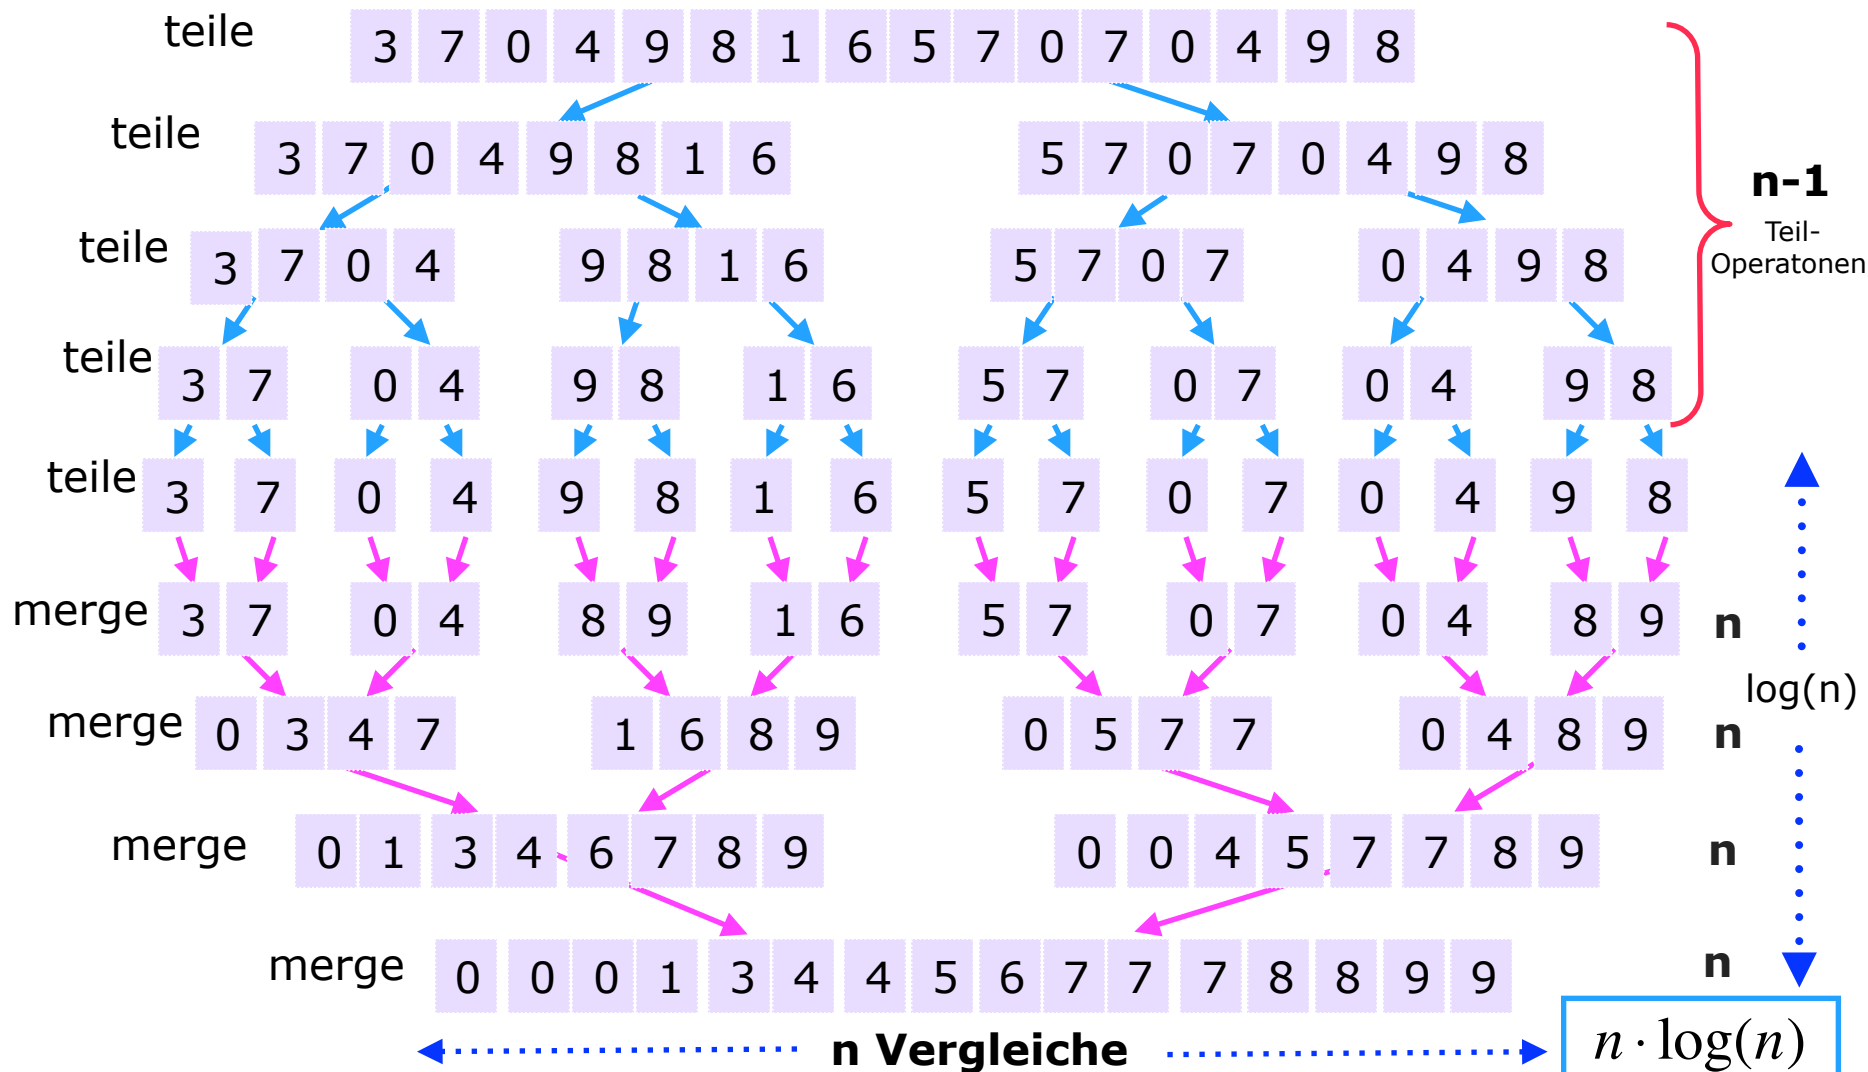 teile 3 7 0 4 9 8 1 6 5 7 0 7 0 4 9 8
teile 3 7 0 4 9 8 1 6 5 7 0 7 0 4 9 8
n-1
Teil-
Operatonen
teile 3 7 0 4 9 8 1 6 5 7 0 7 0 4 9 8
teile 3 7 0 4 9 8 1 6 5 7 0 7 0 4 9 8
teile 3 7 0 4 9 8 1 6 5 7 0 7 0 4 9 8
merge 3 7 0 4 8 9 1 6 5 7 0 7 0 4 8 9 n
log(n)
merge 0 3 4 7 1 6 8 9 0 5 7 7 0 4 8 9 n
merge 0 1 3 4 6 7 8 9 0 0 4 5 7 7 8 9 n
merge 0 0 0 1 3 4 4 5 6 7 7 7 8 8 9 9 n
n Vergleiche
n · log(n)